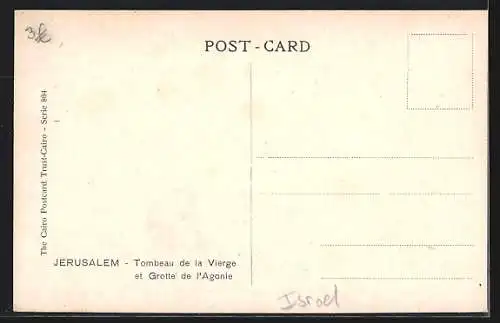 POST-CARD
The Cairo Postcard Trust-Cairo - Serie 804
JERUSALEM - Tombeau de la Vierge
et Grotte de l'Agonie
Israel